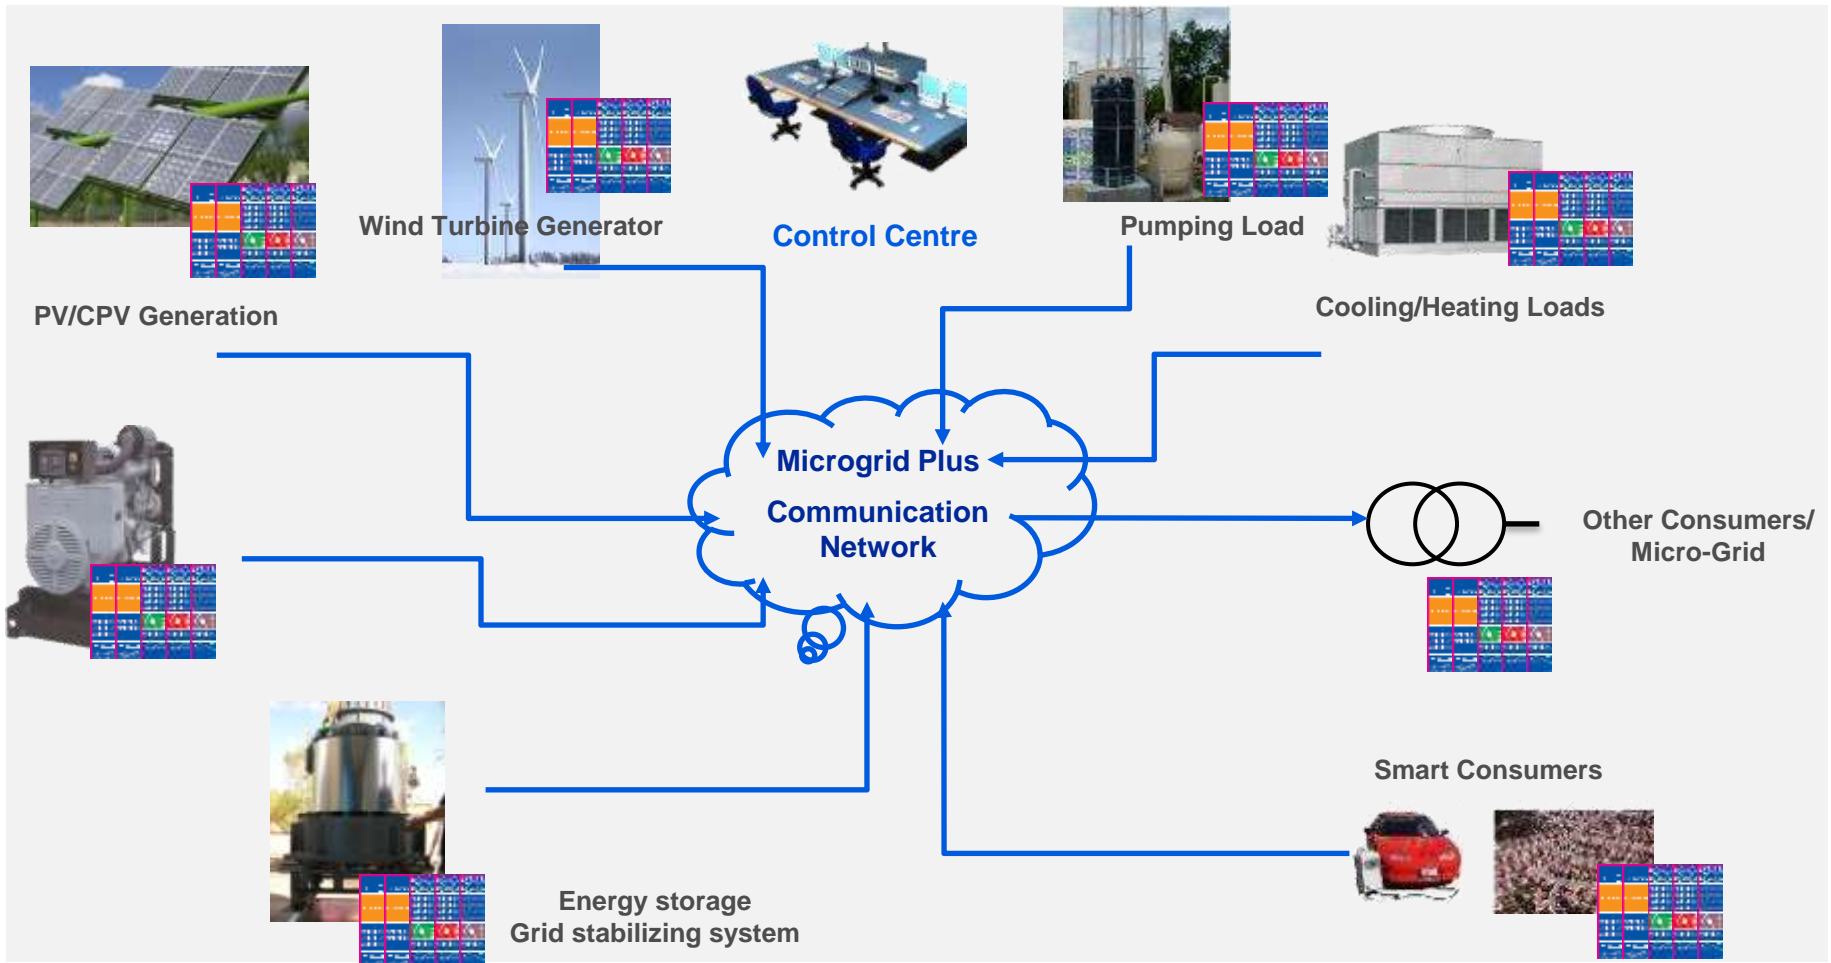 Wind Turbine Generator
Control Centre
Pumping Load
PV/CPV Generation
Cooling/Heating Loads
Microgrid Plus
Communication
Network
Other Consumers/
Micro-Grid
Smart Consumers
Energy storage
Grid stabilizing system